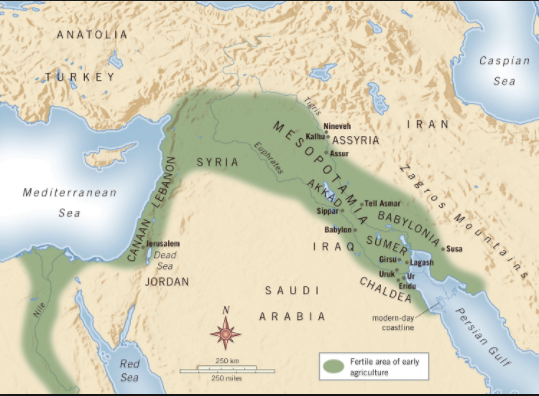 ANATOLIA
TURKEY
Caspian
Sea
Tigris
Nineveh
Kalhu
ASSYRIA
IRAN
Assur
MESOPOTAMIA
SYRIA
Euphrates
LEBANON
Mediterranean
Sea
AKKAD
Zagros Mountains
Tell Asmar
Sippar
BABYLONIA
Babylon
CANAAN
Jerusalem
Dead
Sea
IRAQ
SUMER
Susa
Girsu
Lagash
Uruk
Ur
Eridu
JORDAN
CHALDEA
SAUDI
ARABIA
modern-day
coastline
Nile
N
Persian Gulf
Red
Sea
250 km
250 miles
Fertile area of early
agriculture